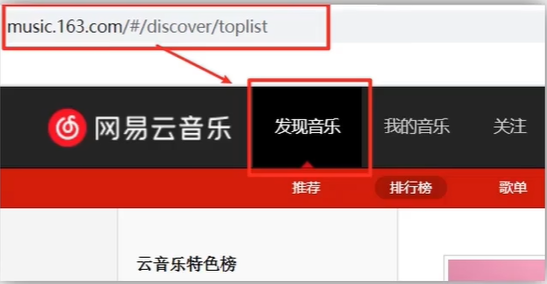 music.163.com/#/discover/toplist
网易云音乐 发现音乐 我的音乐 关注
推荐 排行榜 歌单
云音乐特色榜